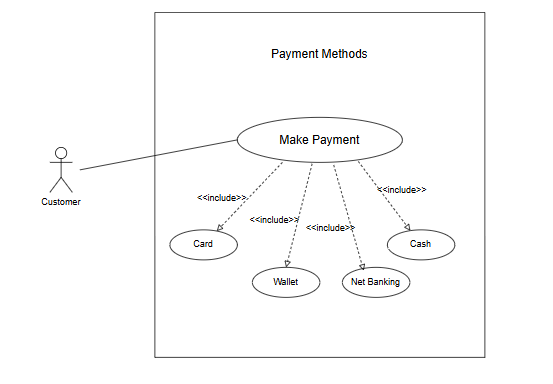 Payment Methods
Make Payment
Customer
<<include>>
<<include>>
<<include>>
<<include>>
Card
Cash
Wallet
Net Banking